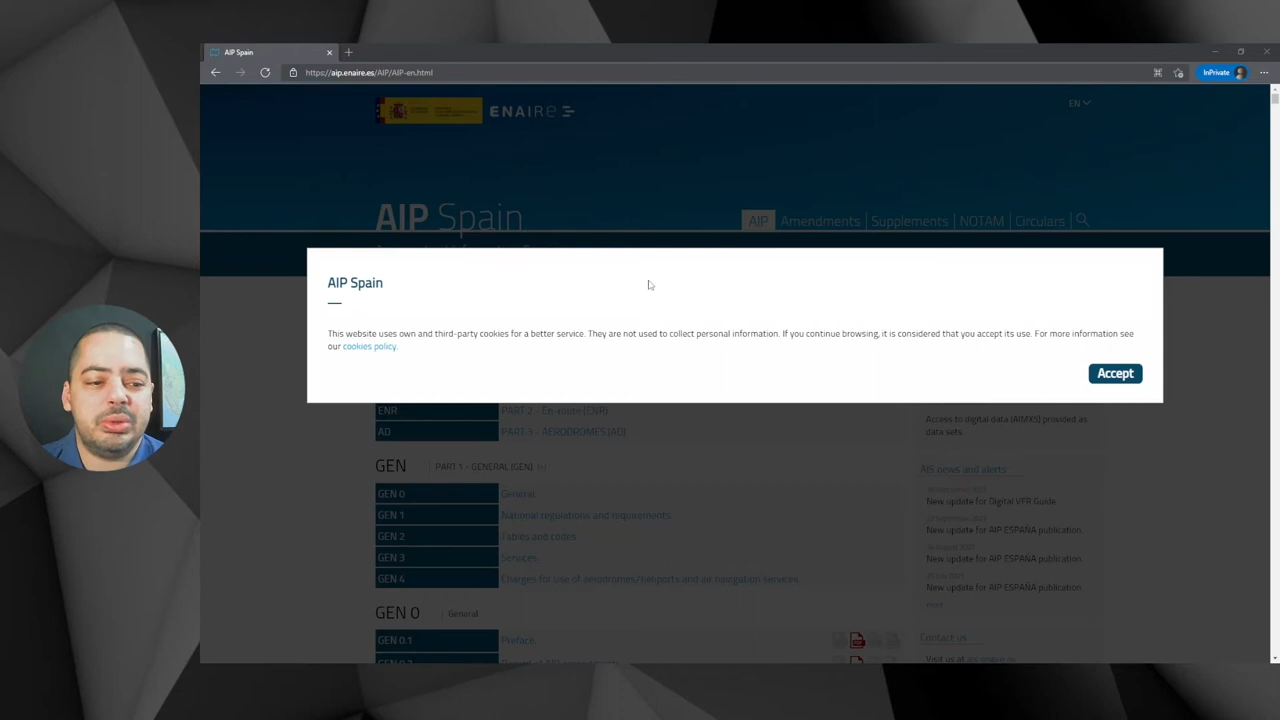 AIP Spain
https://aip.enaire.es/AIP/AIP-en.html
InPrivate
ENAIRE
EN
AIP Spain
AIP Amendments Supplements NOTAM Circulars
AIP Spain
This website uses own and third-party cookies for a better service. They are not used to collect personal information. If you continue browsing, it is considered that you accept its use. For more information see
our cookies policy.
Accept
ENR PART 2 - En-route (ENR)
AD PART 3 - AERODROMES (AD)
GEN PART 1 - GENERAL (GEN) [+]
GEN 0 General
GEN 1 National regulations and requirements
GEN 2 Tables and codes
GEN 3 Services
GEN 4 Charges for use of aerodromes/heliports and air navigation services
GEN 0 General
GEN 0.1 Preface
Access to digital data (AIMX5) provided as
data sets.
AIS news and alerts
New update for Digital VFR Guide
New update for AIP ESPAÑA publication
New update for AIP ESPAÑA publication
New update for AIP ESPAÑA publication
more
Contact us
Visit us at